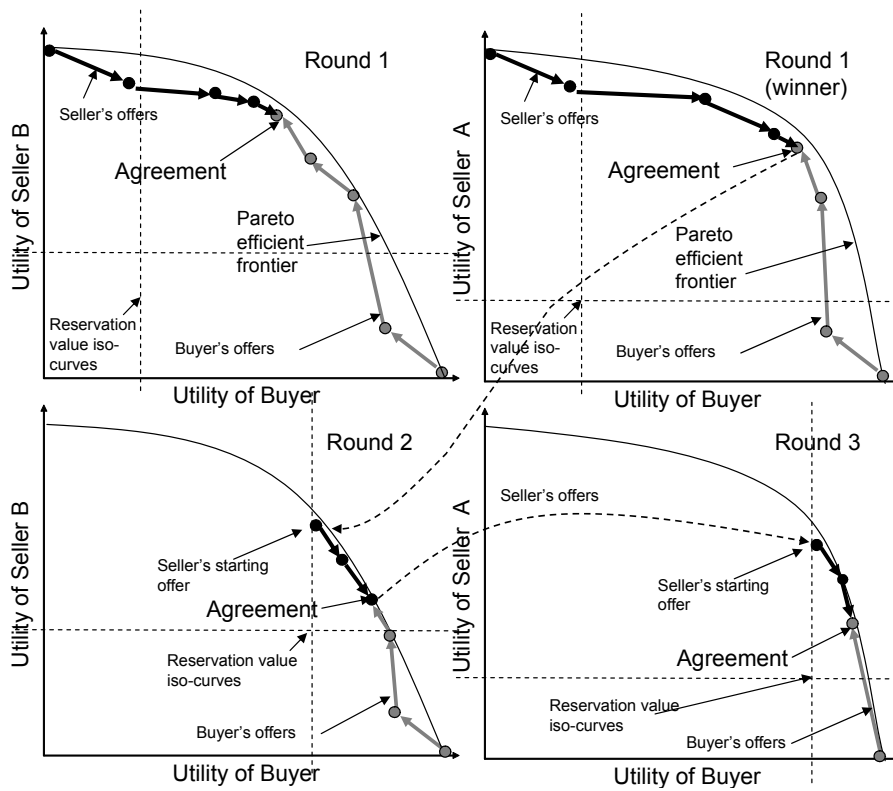 Utility of Seller B
Round 1
Seller's offers
Agreement
Pareto
efficient
frontier
Reservation
value iso-
curves
Buyer's offers
Utility of Buyer
Utility of Seller A
Round 1
(winner)
Seller's offers
Agreement
Pareto
efficient
frontier
Reservation
value iso-
curves
Buyer's offers
Utility of Buyer
Utility of Seller B
Round 2
Seller's starting
offer
Agreement
Reservation value
iso-curves
Buyer's offers
Utility of Buyer
Utility of Seller A
Round 3
Seller's offers
Seller's starting
offer
Agreement
Reservation value
iso-curves
Buyer's offers
Utility of Buyer